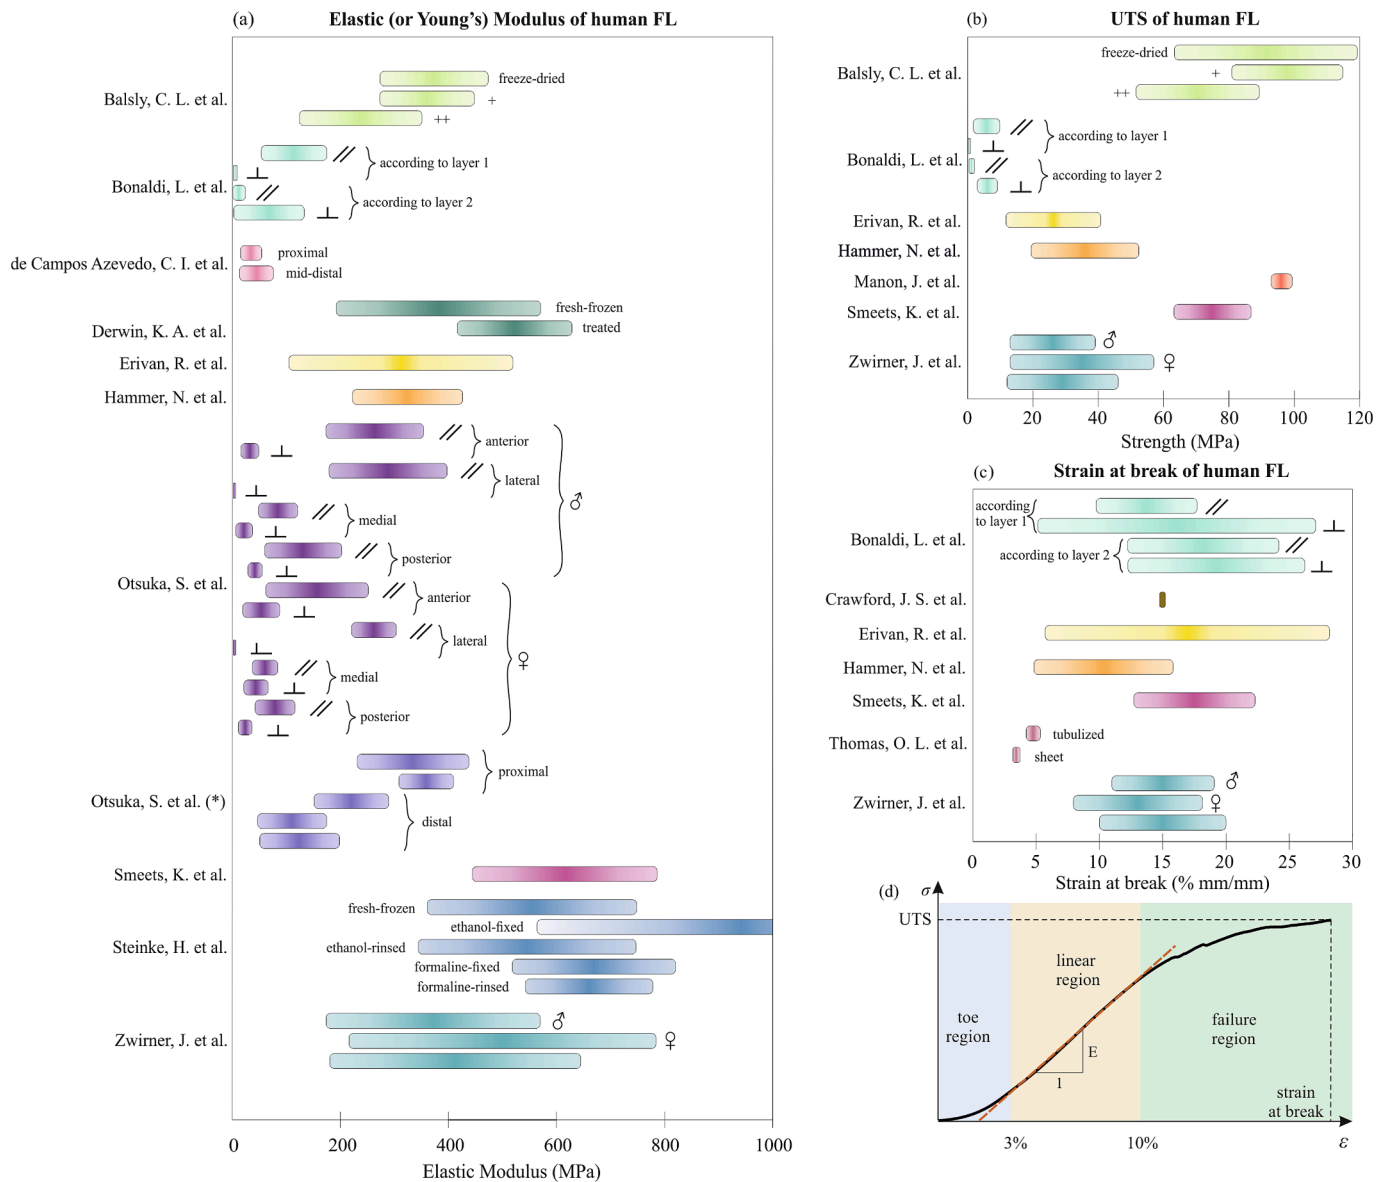 (a) Elastic (or Young's) Modulus of human FL
Balsly, C. L. et al.
freeze-dried
+
++
Bonaldi, L. et al.
//
according to layer 1
⊥
//
according to layer 2
⊥
de Campos Azevedo, C. I. et al.
proximal
mid-distal
Derwin, K. A. et al.
fresh-frozen
treated
Erivan, R. et al.
Hammer, N. et al.
Otsuka, S. et al.
//
anterior
⊥
//
lateral
⊥
♂
//
medial
⊥
//
posterior
⊥
//
anterior
⊥
//
lateral
⊥
♀
//
medial
⊥
//
posterior
⊥
Otsuka, S. et al. (*)
proximal
distal
Smeets, K. et al.
Steinke, H. et al.
fresh-frozen
ethanol-fixed
ethanol-rinsed
formaline-fixed
formaline-rinsed
Zwirner, J. et al.
♂
♀
0 200 400 600 800 1000
Elastic Modulus (MPa)
(b) UTS of human FL
Balsly, C. L. et al.
freeze-dried
+
++
Bonaldi, L. et al.
//
according to layer 1
⊥
//
according to layer 2
⊥
Erivan, R. et al.
Hammer, N. et al.
Manon, J. et al.
Smeets, K. et al.
Zwirner, J. et al.
♂
♀
0 20 40 60 80 100 120
Strength (MPa)
(c) Strain at break of human FL
Bonaldi, L. et al.
according
to layer 1
//
⊥
according to layer 2
//
⊥
Crawford, J. S. et al.
Erivan, R. et al.
Hammer, N. et al.
Smeets, K. et al.
Thomas, O. L. et al.
tubulized
sheet
Zwirner, J. et al.
♂
♀
0 5 10 15 20 25 30
Strain at break (% mm/mm)
(d) σ
UTS
toe
region
linear
region
E
1
failure
region
strain
at break
3% 10% ε